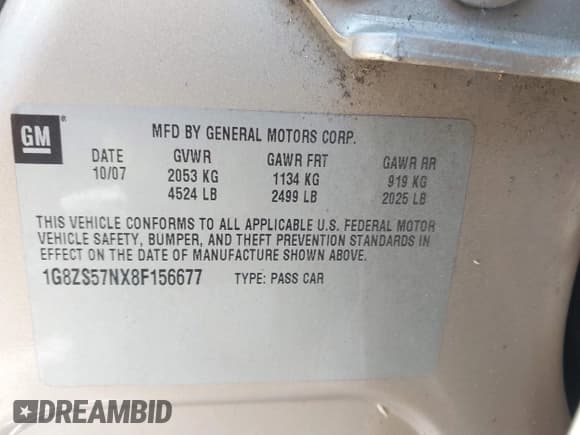 GM ®
MFD BY GENERAL MOTORS CORP.
DATE GVWR GAWR FRT GAWR RR
10/07 2053 KG 1134 KG 919 KG
4524 LB 2499 LB 2025 LB
THIS VEHICLE CONFORMS TO ALL APPLICABLE U.S. FEDERAL MOTOR
VEHICLE SAFETY, BUMPER, AND THEFT PREVENTION STANDARDS IN
EFFECT ON THE DATE OF MANUFACTURE SHOWN ABOVE.
1G8ZS57NX8F156677 TYPE: PASS CAR
DREAMBID